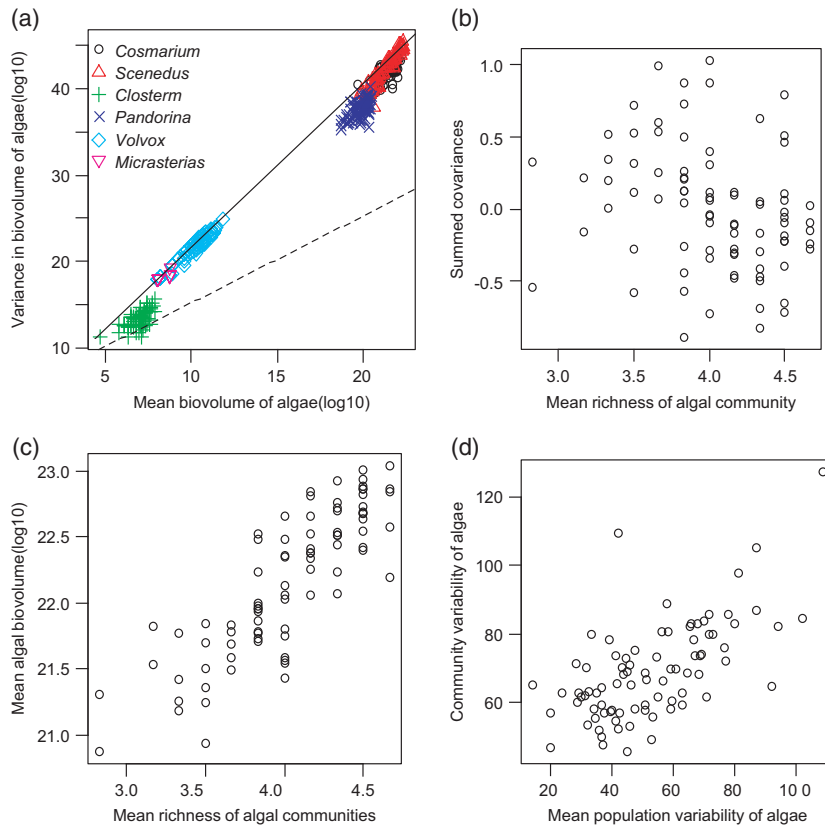 (a)
Cosmarium
Scenedus
Closterm
Pandorina
Volvox
Micrasterias
40
30
20
10
5
10
15
20
Variance in biovolume of algae(log10)
Mean biovolume of algae(log10)
(b)
1.0
0.5
0.0
-0.5
3.0
3.5
4.0
4.5
Summed covariances
Mean richness of algal community
(c)
23.0
22.5
22.0
21.5
21.0
3.0
3.5
4.0
4.5
Mean algal biovolume(log10)
Mean richness of algal communities
(d)
120
100
80
60
20
40
60
80
10 0
Community variability of algae
Mean population variability of algae